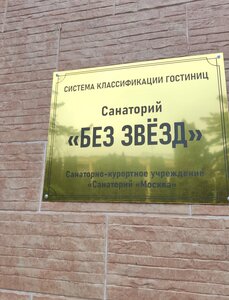 СИСТЕМА КЛАССИФИКАЦИИ ГОСТИНИЦ
Санаторий
«БЕЗ ЗВЁЗД»
Санаторно-курортное учреждение
«Санаторий «Москва»